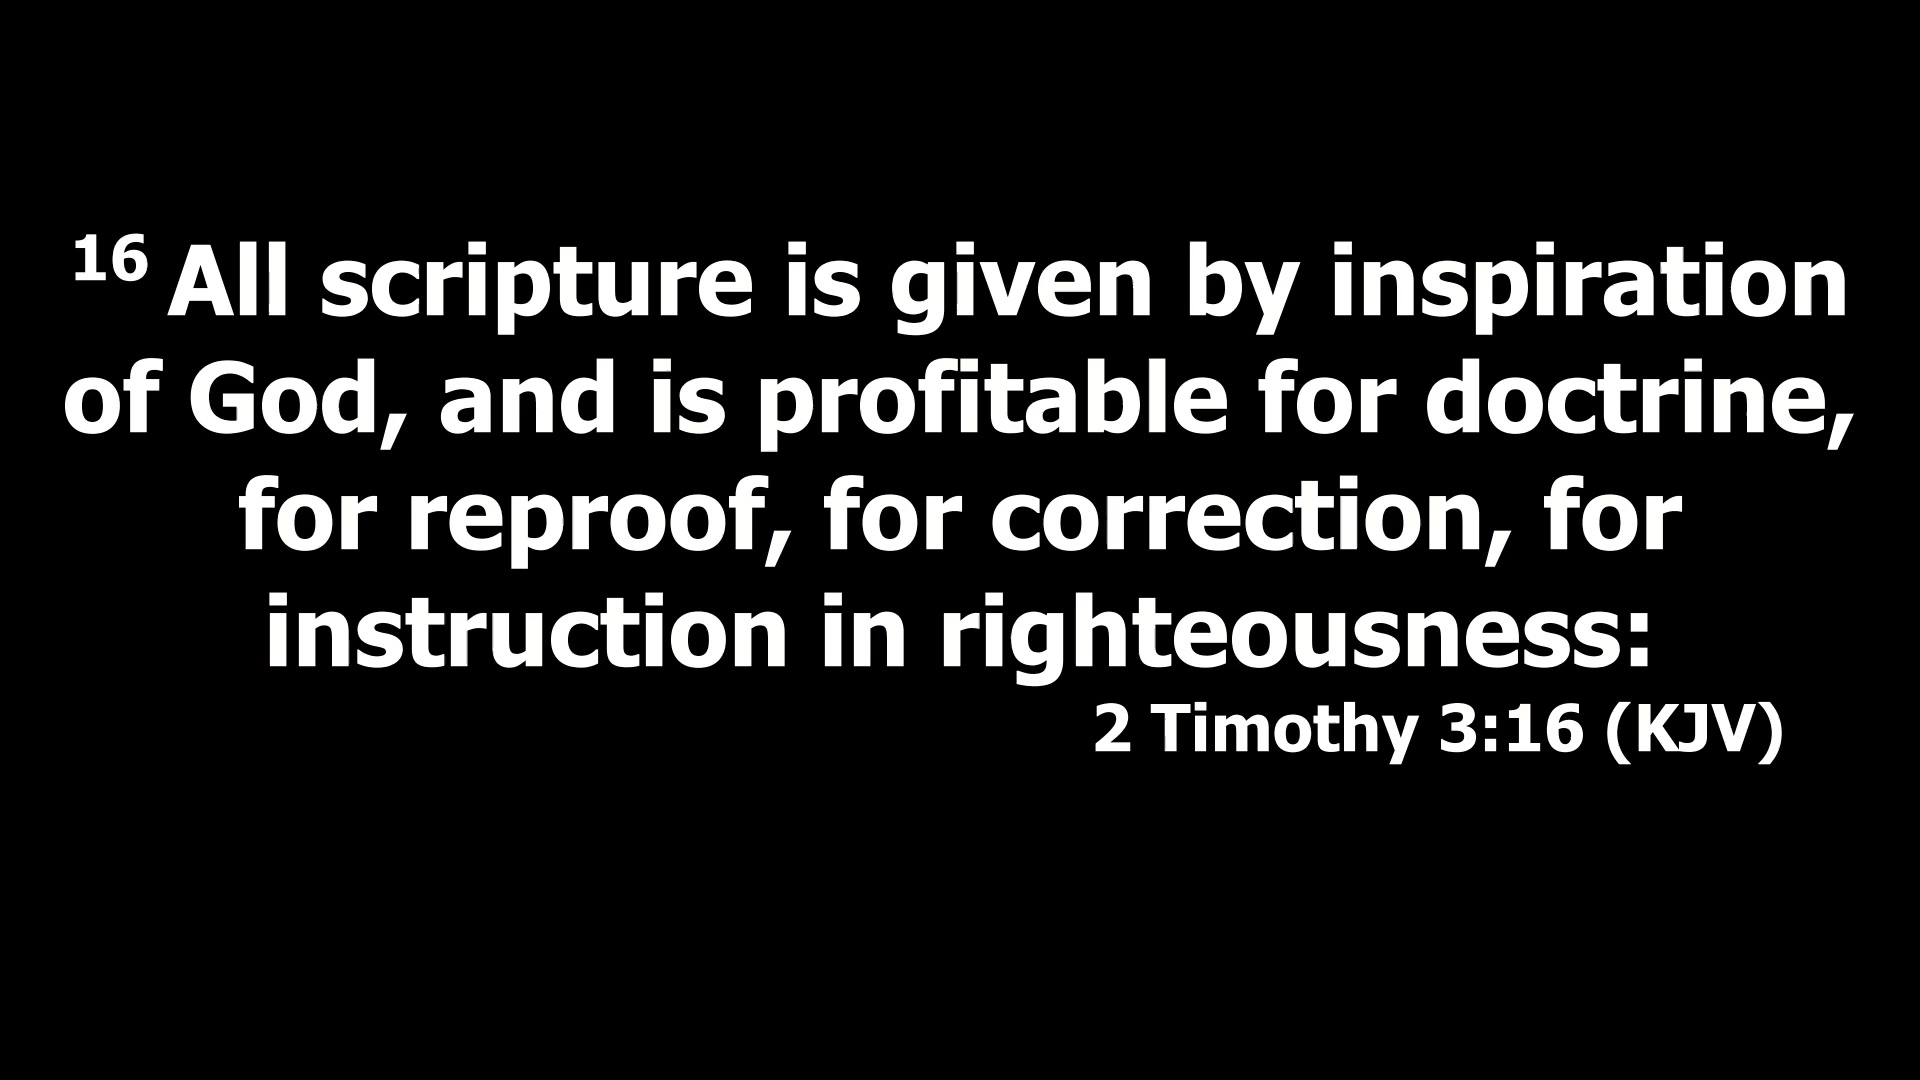 16 All scripture is given by inspiration
of God, and is profitable for doctrine,
for reproof, for correction, for
instruction in righteousness:
2 Timothy 3:16 (KJV)